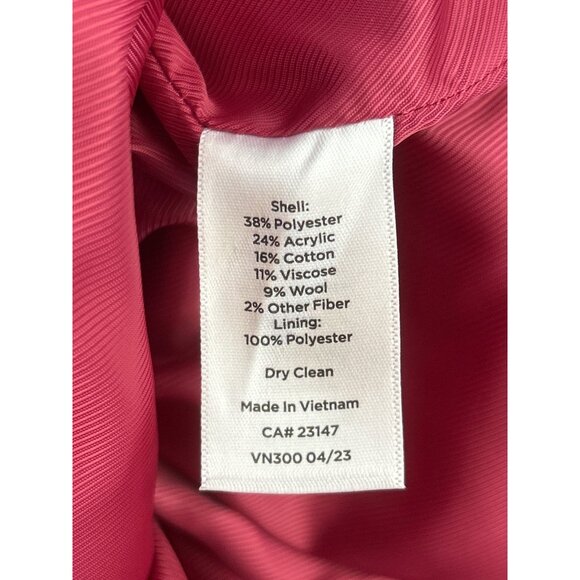 Shell:
38% Polyester
24% Acrylic
16% Cotton
11% Viscose
9% Wool
2% Other Fiber
Lining:
100% Polyester
Dry Clean
Made In Vietnam
CA# 23147
VN300 04/23